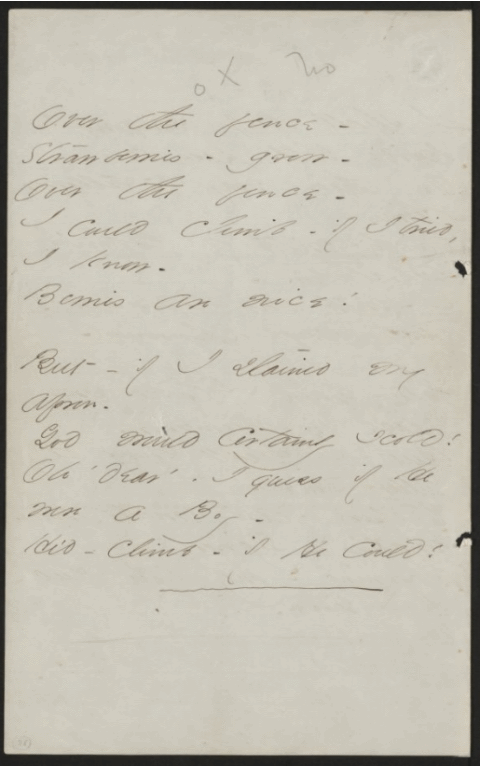 o X no
Over the fence -
Strawberries - grow -
Over the fence -
I could climb - if I tried,
I know -
Berries are nice!
But - if I stained my
Apron -
God would certainly scold!
Oh 'dear' - I guess if He
were a Boy -
He'd - climb - if He could!